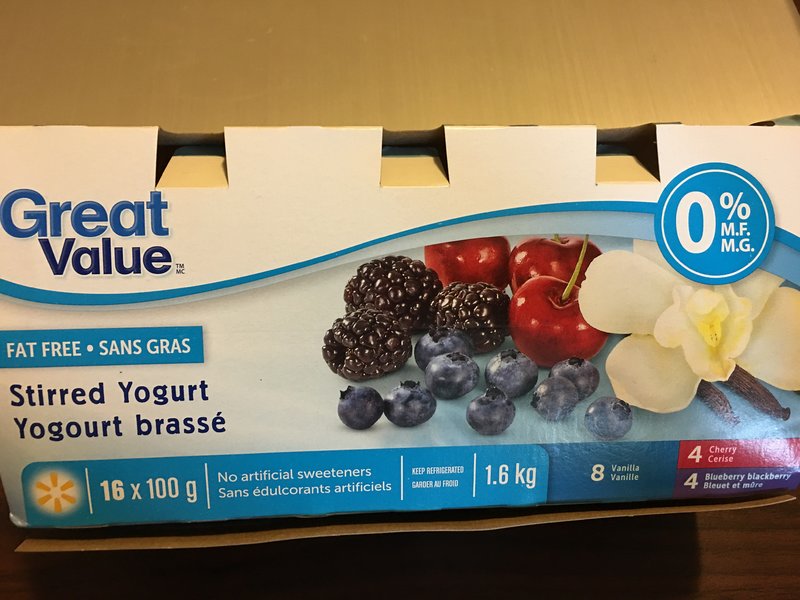 Great
Value
TM
MC
0%
M.F.
M.G.
FAT FREE • SANS GRAS
Stirred Yogurt
Yogourt brassé
16 x 100 g
No artificial sweeteners
Sans édulcorants artificiels
KEEP REFRIGERATED
GARDER AU FROID
1.6 kg
8 Vanilla
Vanille
4 Cherry
Cerise
4 Blueberry blackberry
Bleuet et mûre